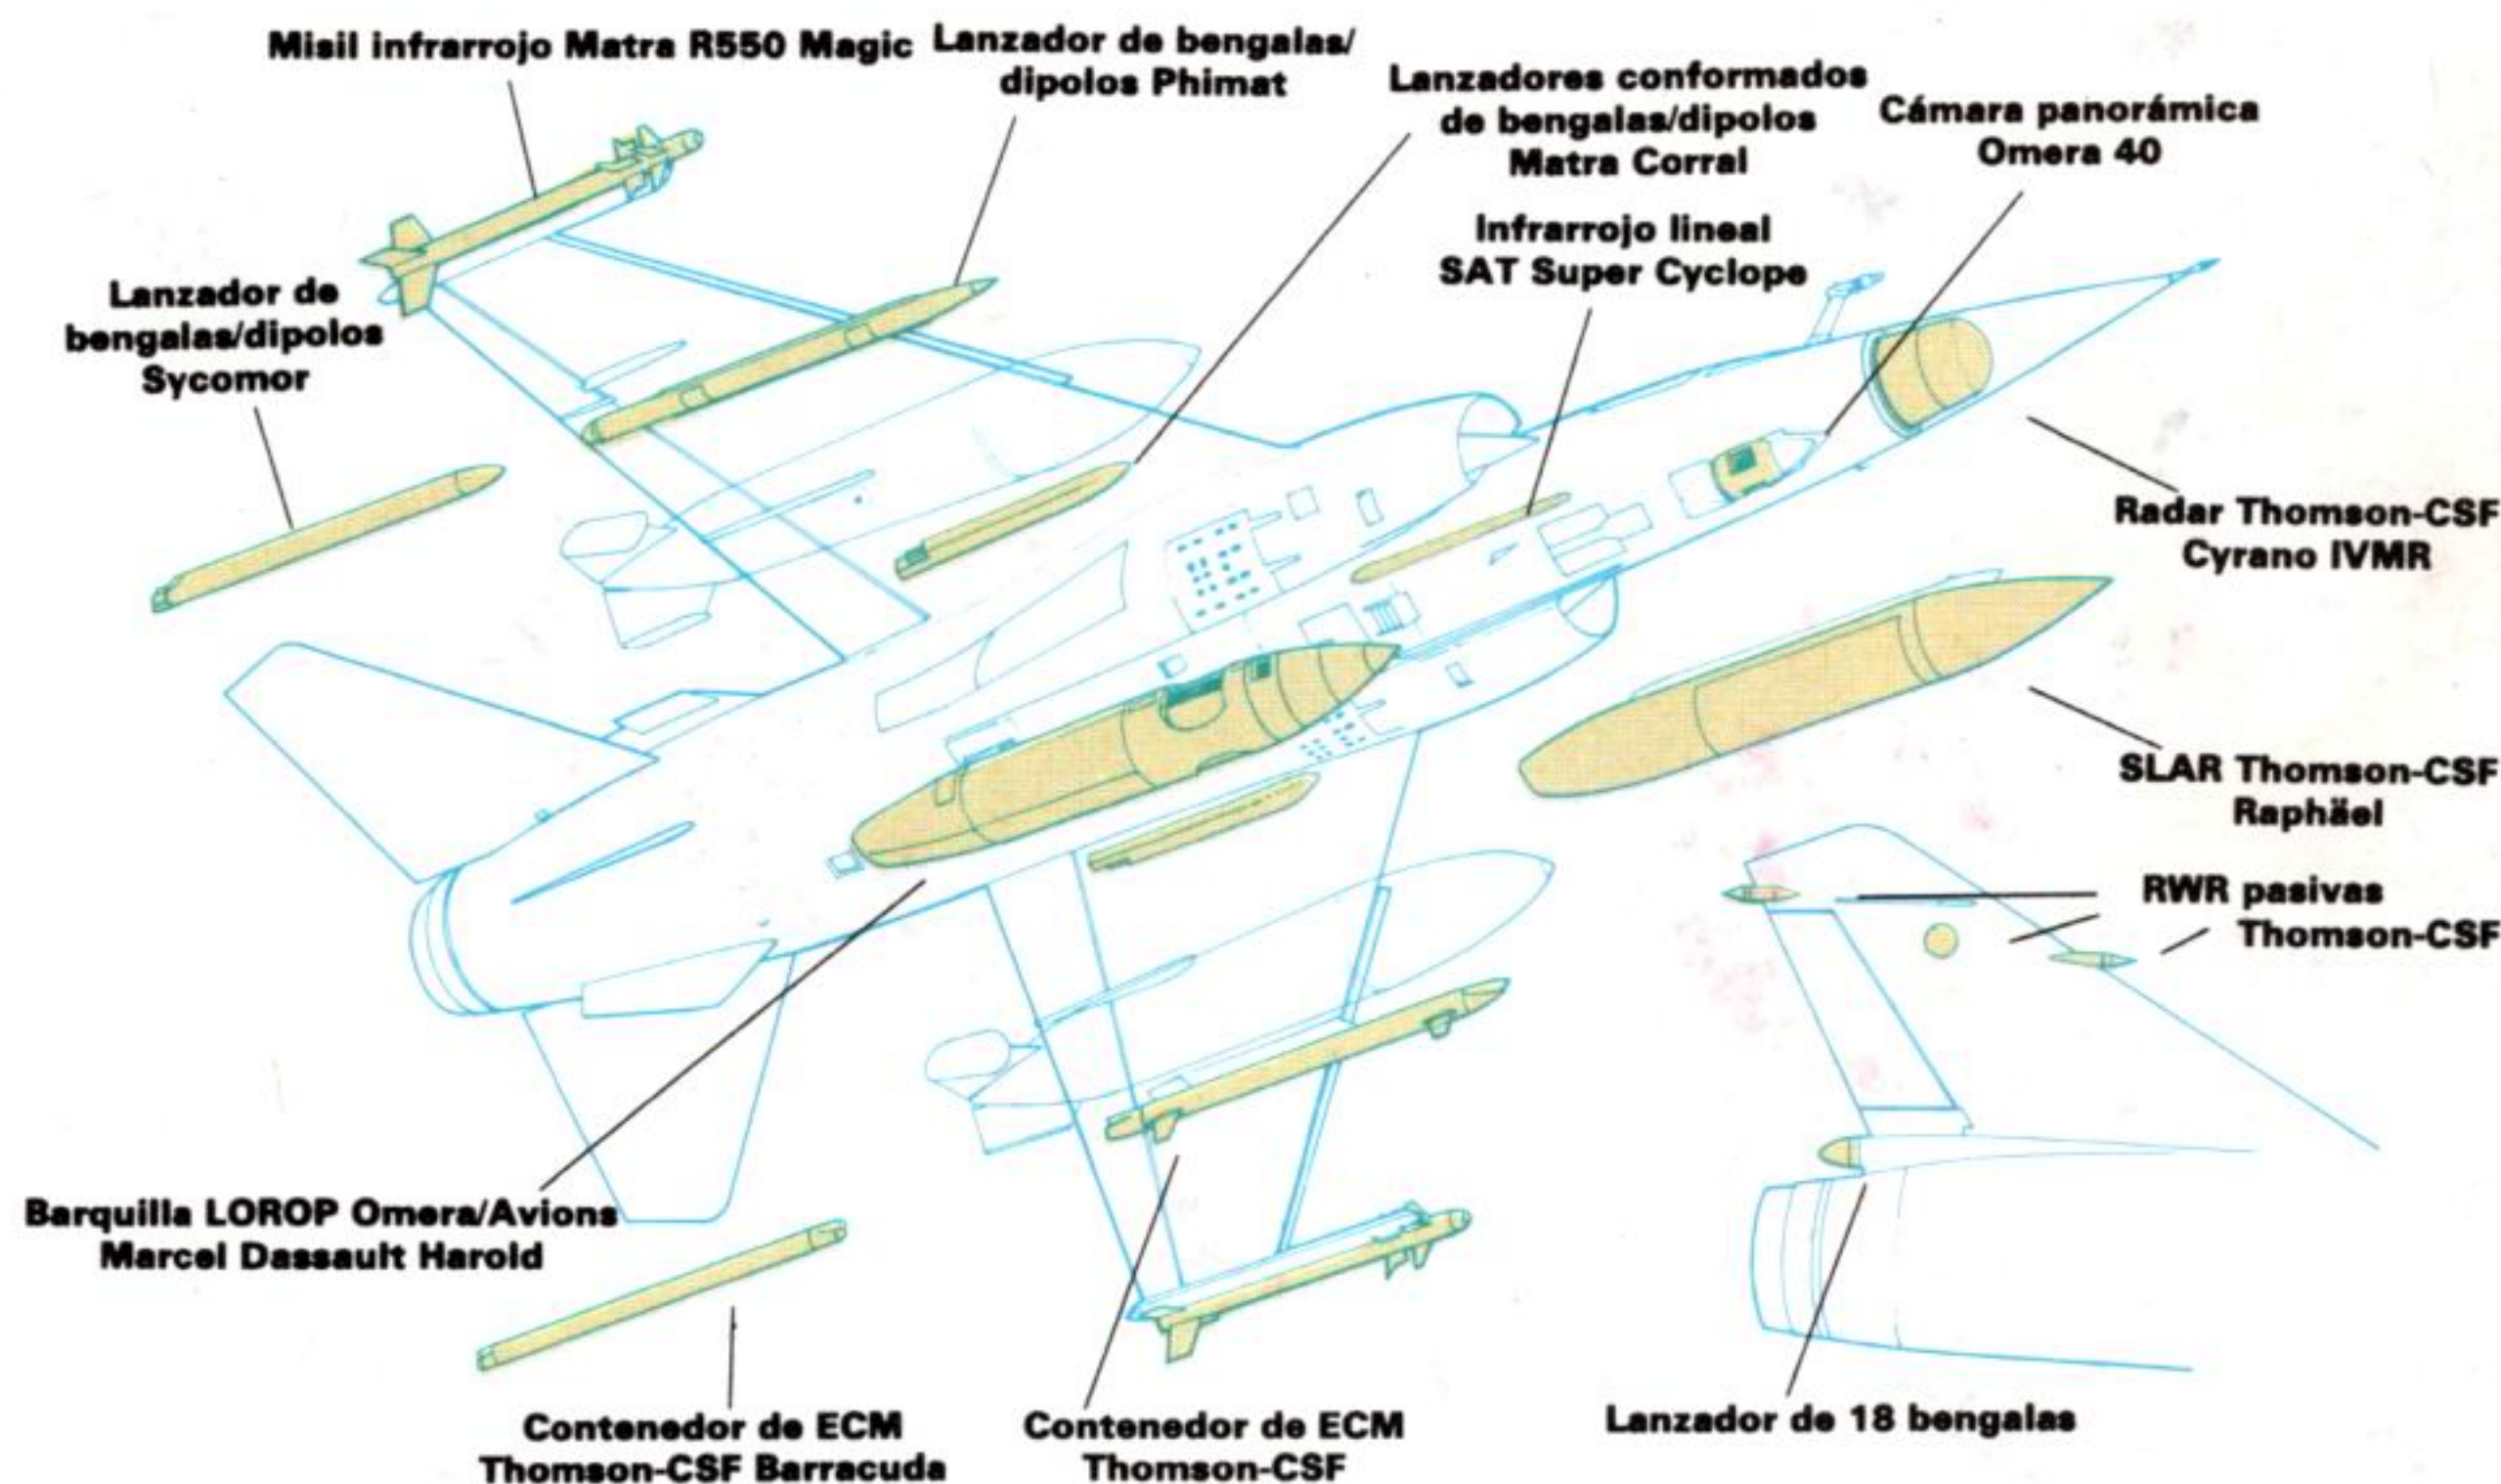 Misil infrarrojo Matra R550 Magic
Lanzador de bengalas/
dipolos Phimat
Lanzadores conformados
de bengalas/dipolos
Matra Corral
Cámara panorámica
Omera 40
Infrarrojo lineal
SAT Super Cyclope
Lanzador de
bengalas/dipolos
Sycomor
Radar Thomson-CSF
Cyrano IVMR
SLAR Thomson-CSF
Raphäel
RWR pasivas
Thomson-CSF
Barquilla LOROP Omera/Avions
Marcel Dassault Harold
Contenedor de ECM
Thomson-CSF Barracuda
Contenedor de ECM
Thomson-CSF
Lanzador de 18 bengalas